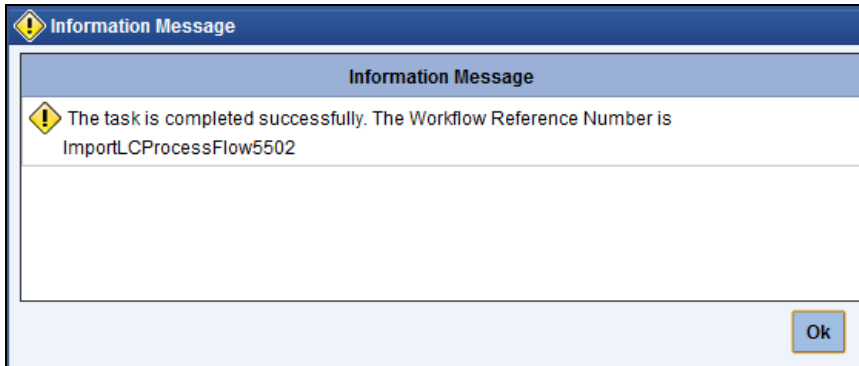 Information Message
Information Message
The task is completed successfully. The Workflow Reference Number is
ImportLCProcessFlow5502
Ok